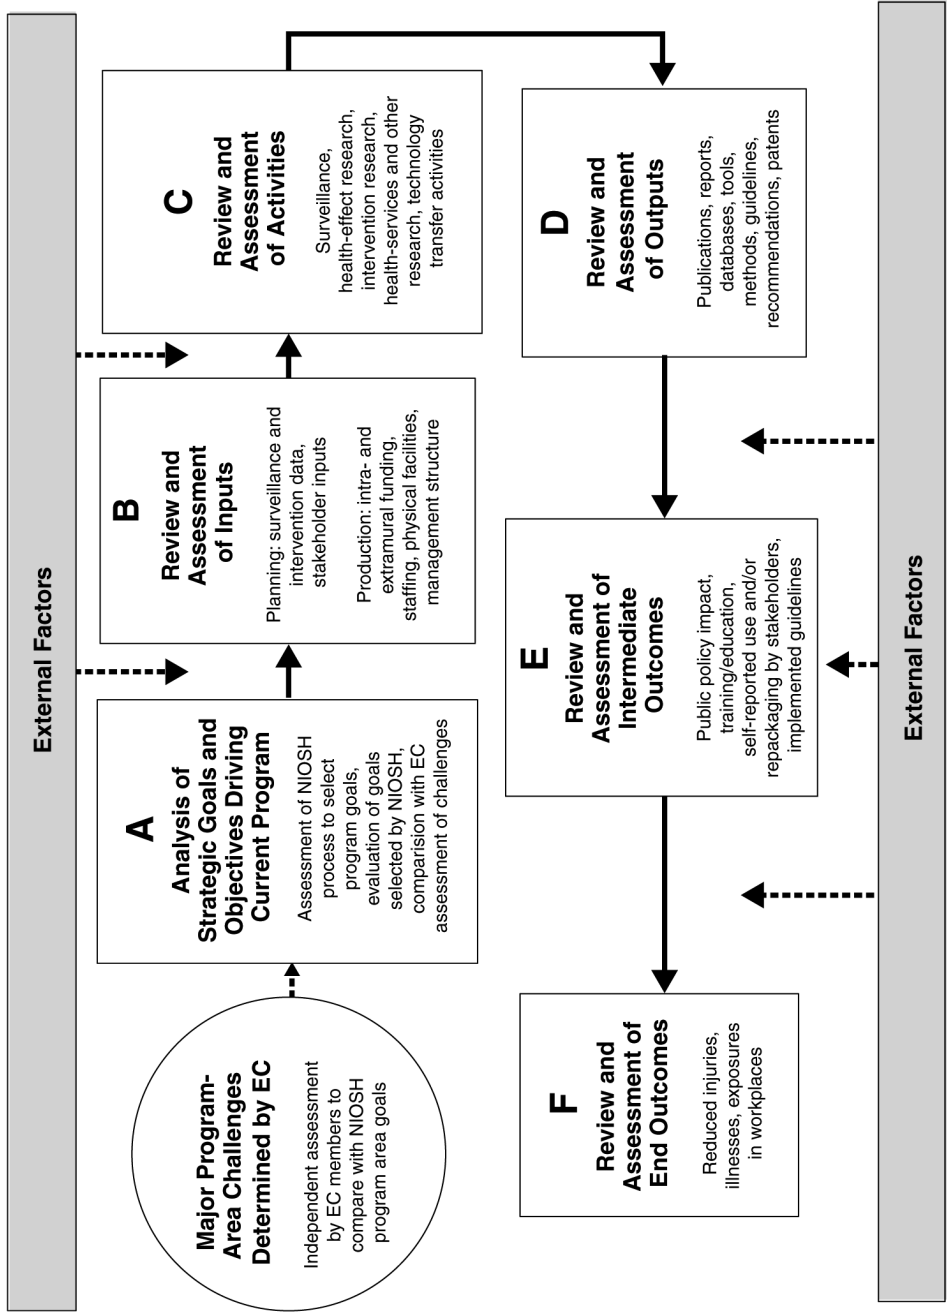 External Factors
Major Program-
Area Challenges
Determined by EC
Independent assessment
by EC members to
compare with NIOSH
program area goals
A
Analysis of
Strategic Goals and
Objectives Driving
Current Program
Assessment of NIOSH
process to select
program goals,
evaluation of goals
selected by NIOSH,
comparision with EC
assessment of challenges
B
Review and
Assessment
of Inputs
Planning: surveillance and
intervention data,
stakeholder inputs
Production: intra- and
extramural funding,
staffing, physical facilities,
management structure
C
Review and
Assessment
of Activities
Surveillance,
health-effect research,
intervention research,
health-services and other
research, technology
transfer activities
D
Review and
Assessment
of Outputs
Publications, reports,
databases, tools,
methods, guidelines,
recommendations, patents
E
Review and
Assessment of
Intermediate
Outcomes
Public policy impact,
training/education,
self-reported use and/or
repackaging by stakeholders,
implemented guidelines
F
Review and
Assessment of
End Outcomes
Reduced injuries,
illnesses, exposures
in workplaces
External Factors